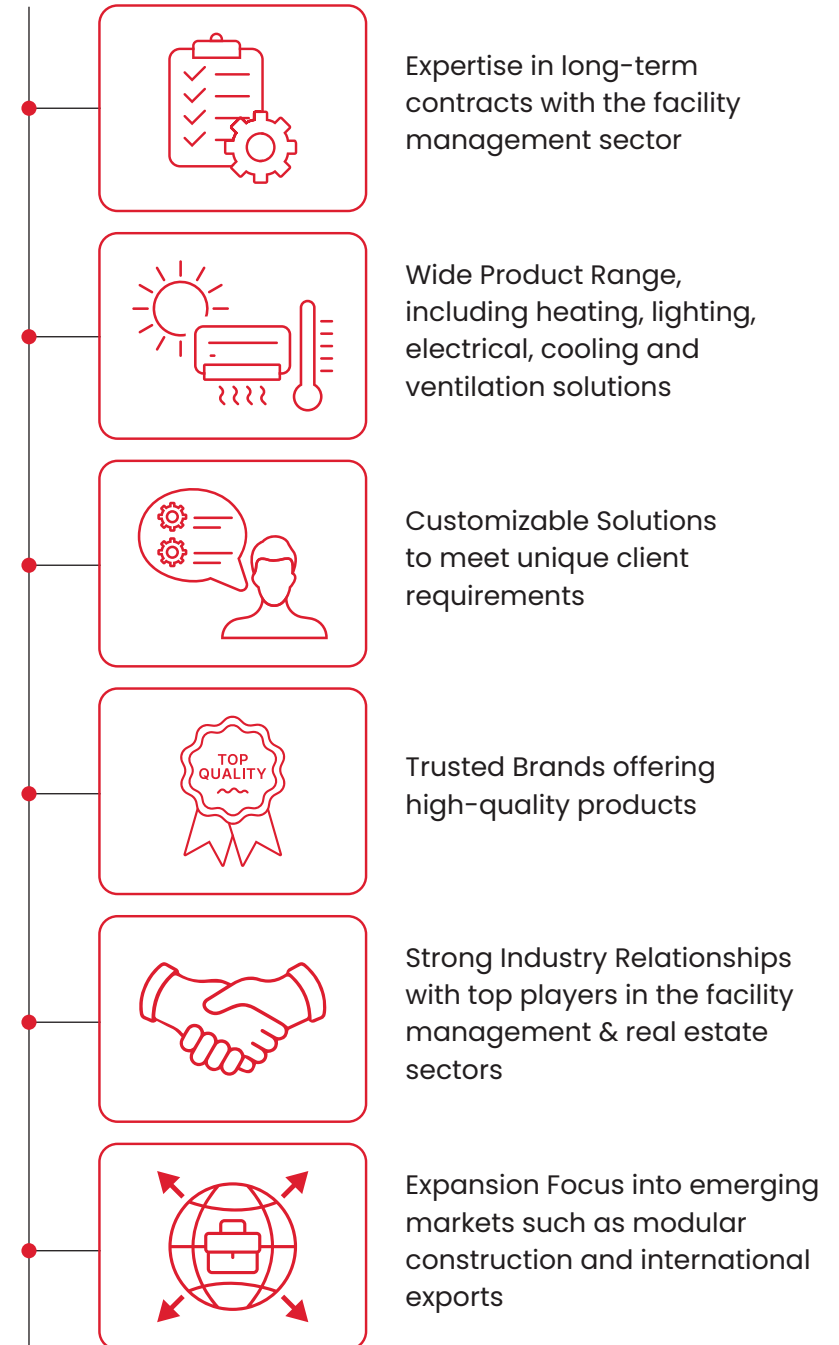 Expertise in long-term
contracts with the facility
management sector
Wide Product Range,
including heating, lighting,
electrical, cooling and
ventilation solutions
Customizable Solutions
to meet unique client
requirements
TOP
QUALITY
Trusted Brands offering
high-quality products
Strong Industry Relationships
with top players in the facility
management & real estate
sectors
Expansion Focus into emerging
markets such as modular
construction and international
exports